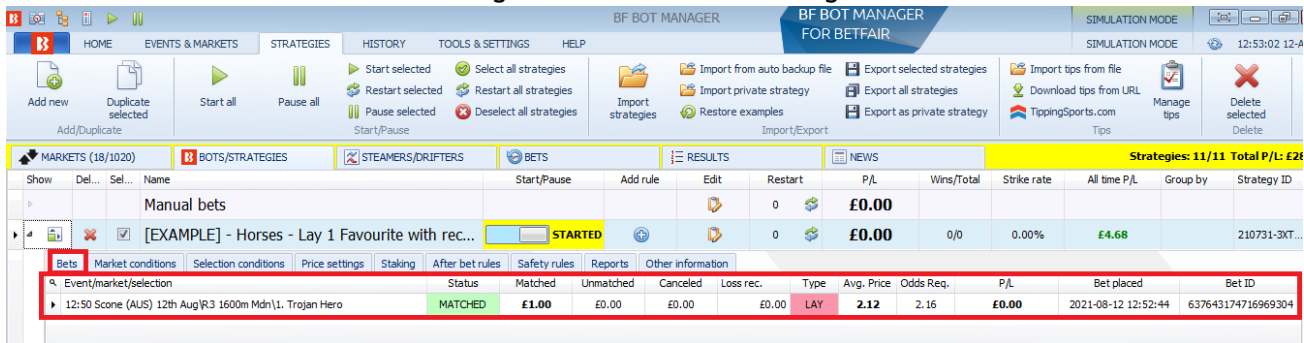 BF BOT MANAGER
BF BOT MANAGER
FOR BETFAIR
SIMULATION MODE
HOME EVENTS & MARKETS STRATEGIES HISTORY TOOLS & SETTINGS HELP SIMULATION MODE 12:53:02 12-A
Add new
Duplicate selected
Start all
Pause all
Start selected
Restart selected
Pause selected
Select all strategies
Restart all strategies
Deselect all strategies
Import strategies
Import from auto backup file
Import private strategy
Restore examples
Export selected strategies
Export all strategies
Export as private strategy
Import tips from file
Download tips from URL
TippingSports.com
Manage tips
Delete selected
Add/Duplicate Start/Pause Import/Export Tips Delete
MARKETS (18/1020) BOTS/STRATEGIES STEAMERS/DRIFTERS BETS RESULTS NEWS Strategies: 11/11 Total P/L: £28
Show Del... Sel... Name Start/Pause Add rule Edit Restart P/L Wins/Total Strike rate All time P/L Group by Strategy ID
Manual bets 0 £0.00
[EXAMPLE] - Horses - Lay 1 Favourite with rec... STARTED 0 £0.00 0/0 0.00% £4.68 210731-3XT...
Bets Market conditions Selection conditions Price settings Staking After bet rules Safety rules Reports Other information
Event/market/selection Status Matched Unmatched Canceled Loss rec. Type Avg. Price Odds Req. P/L Bet placed Bet ID
12:50 Scone (AUS) 12th Aug\R3 1600m Mdn\1. Trojan Hero MATCHED £1.00 £0.00 £0.00 £0.00 LAY 2.12 2.16 £0.00 2021-08-12 12:52:44 637643174716969304